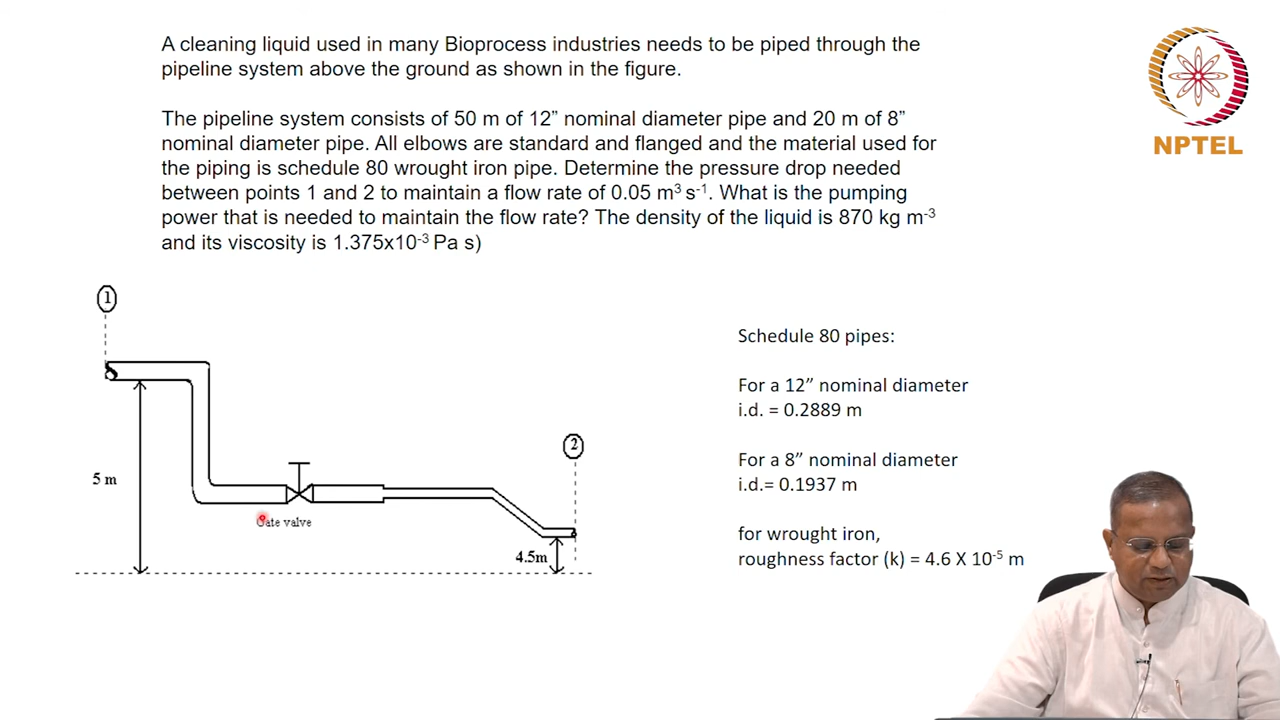 A cleaning liquid used in many Bioprocess industries needs to be piped through the
pipeline system above the ground as shown in the figure.
The pipeline system consists of 50 m of 12” nominal diameter pipe and 20 m of 8”
nominal diameter pipe. All elbows are standard and flanged and the material used for
the piping is schedule 80 wrought iron pipe. Determine the pressure drop needed
between points 1 and 2 to maintain a flow rate of 0.05 m³ s⁻¹. What is the pumping
power that is needed to maintain the flow rate? The density of the liquid is 870 kg m⁻³
and its viscosity is 1.375x10⁻³ Pa s)
NPTEL
1
2
5 m
Gate valve
4.5m
Schedule 80 pipes:
For a 12” nominal diameter
i.d. = 0.2889 m
For a 8” nominal diameter
i.d.= 0.1937 m
for wrought iron,
roughness factor (k) = 4.6 X 10⁻⁵ m